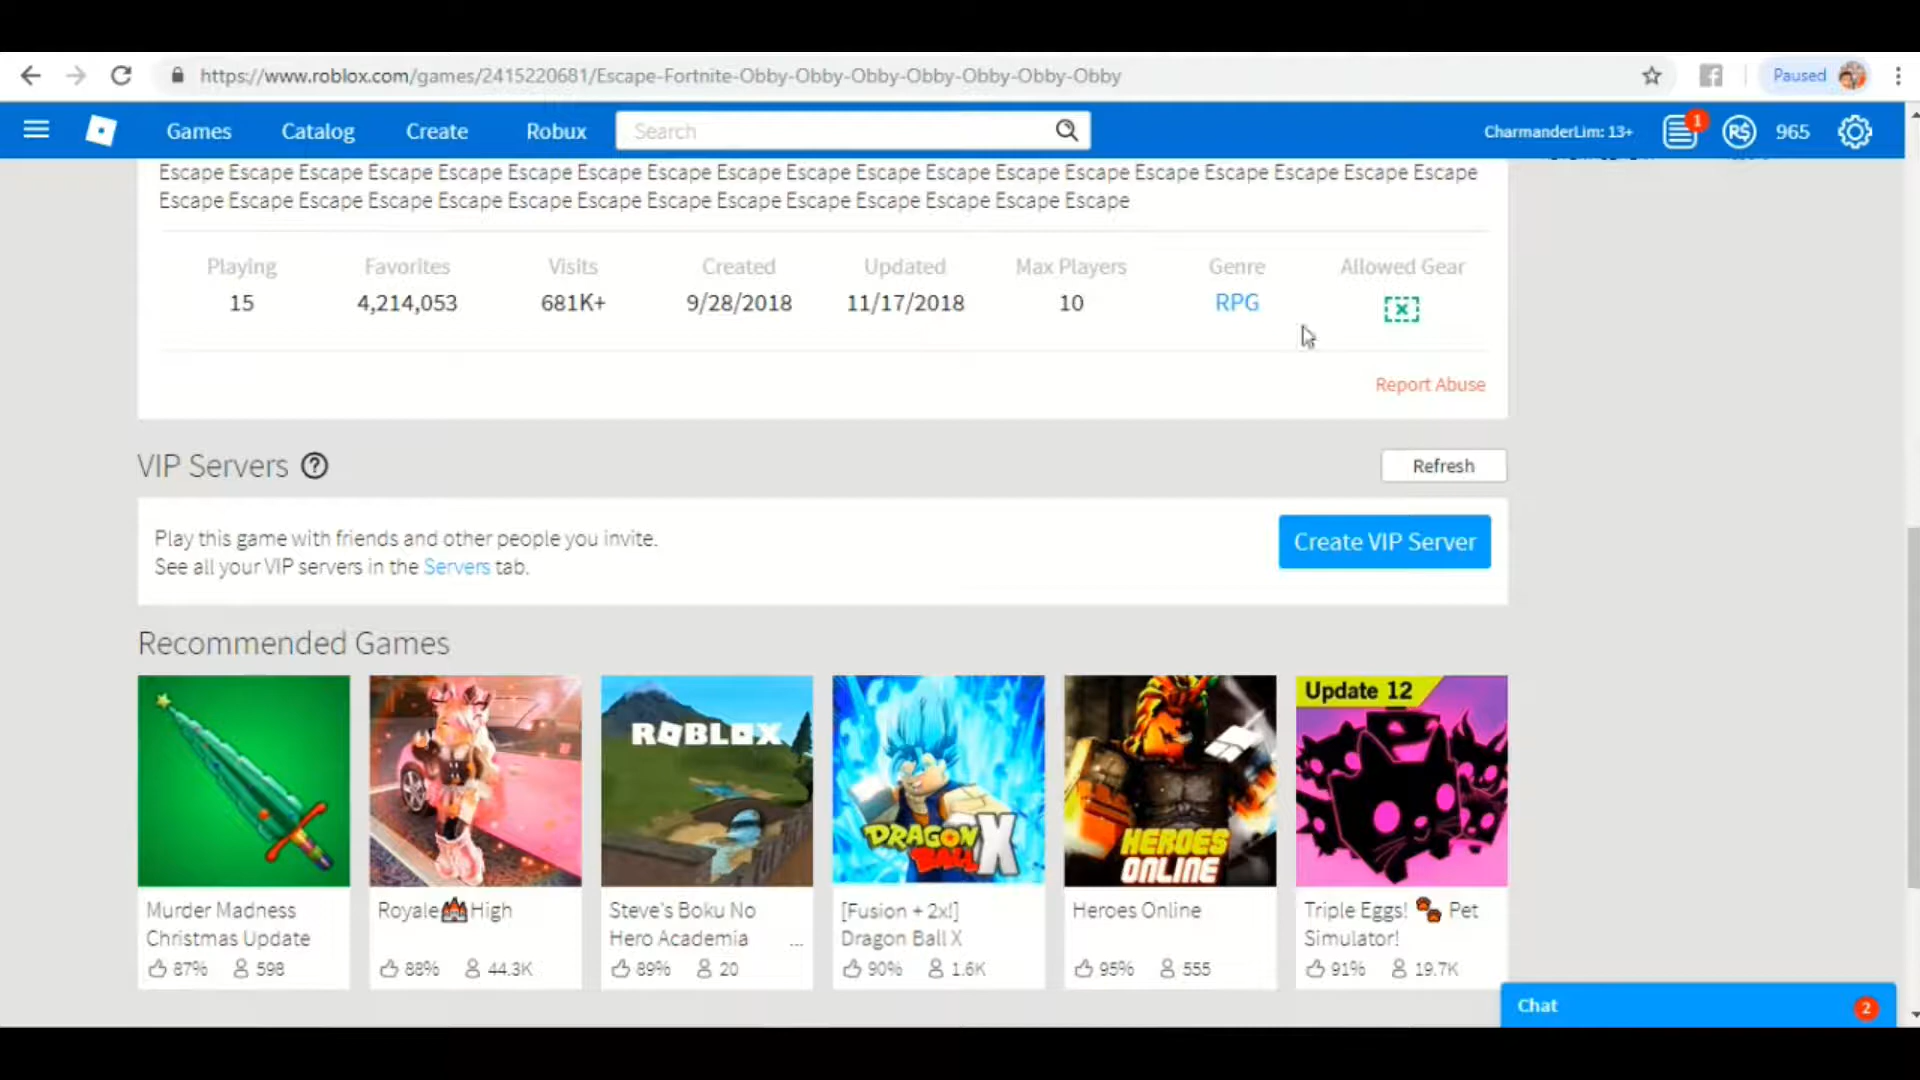 https://www.roblox.com/games/2415220681/Escape-Fortnite-Obby-Obby-Obby-Obby-Obby-Obby-Obby
Paused
Games Catalog Create Robux Search CharmanderLim: 13+ 1 R$ 965
Escape Escape Escape Escape Escape Escape Escape Escape Escape Escape Escape Escape Escape Escape Escape Escape Escape Escape Escape
Escape Escape Escape Escape Escape Escape Escape Escape Escape Escape Escape Escape Escape Escape
Playing Favorites Visits Created Updated Max Players Genre Allowed Gear
15 4,214,053 681K+ 9/28/2018 11/17/2018 10 RPG
Report Abuse
VIP Servers ?
Refresh
Play this game with friends and other people you invite.
See all your VIP servers in the Servers tab.
Create VIP Server
Recommended Games
ROBLOX
DRAGON BALL X
HEROES ONLINE
Update 12
Murder Madness
Christmas Update
87% 598
Royale🏰High
88% 44.3K
Steve's Boku No
Hero Academia ...
89% 20
[Fusion + 2x!]
Dragon Ball X
90% 1.6K
Heroes Online
95% 555
Triple Eggs! 🐾 Pet
Simulator!
91% 19.7K
Chat 2